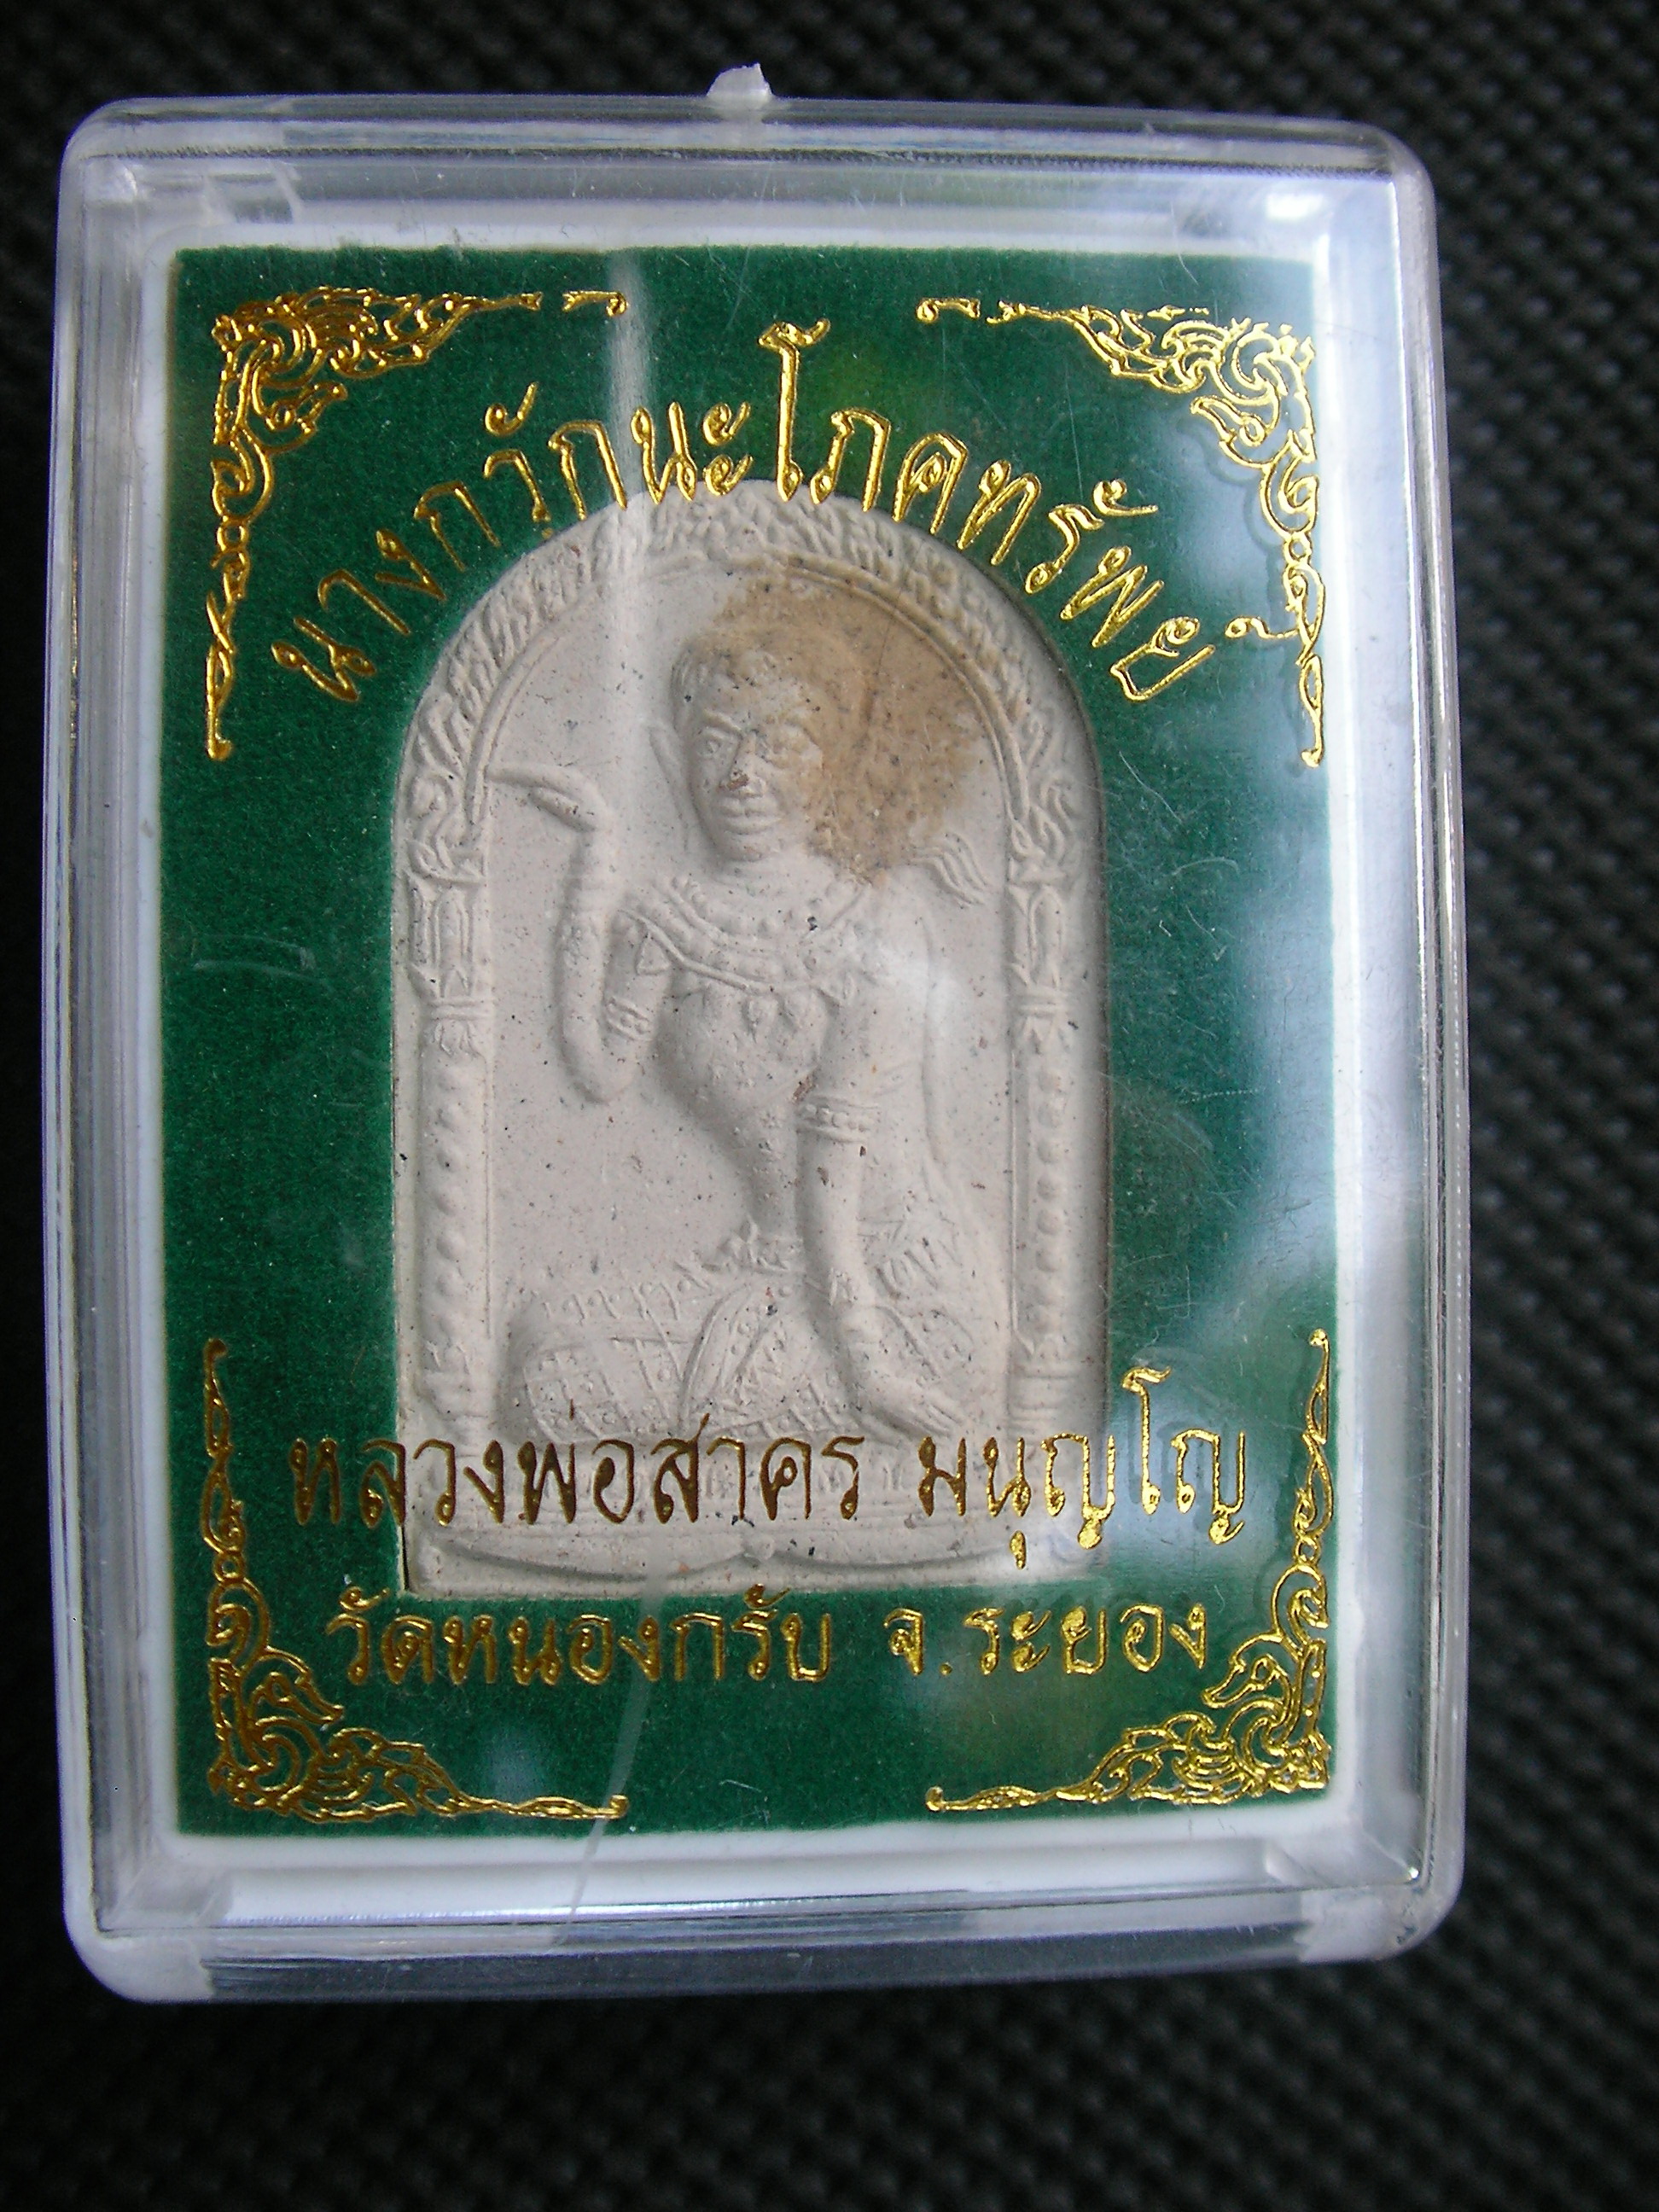 นางกวักนะโภคทรัพย์
หลวงพ่อสาคร มนุญโญ
วัดหนองกรับ จ.ระยอง